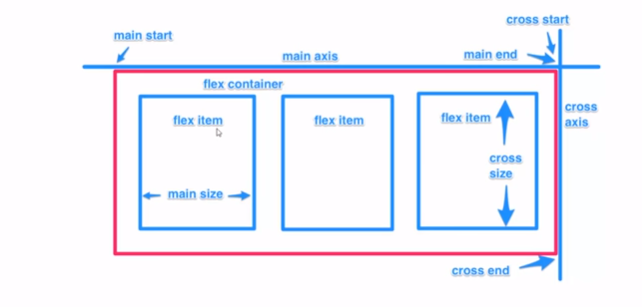 cross start
main start
main end
main axis
flex container
cross
axis
flex item
flex item
flex item
cross
size
main size
cross end